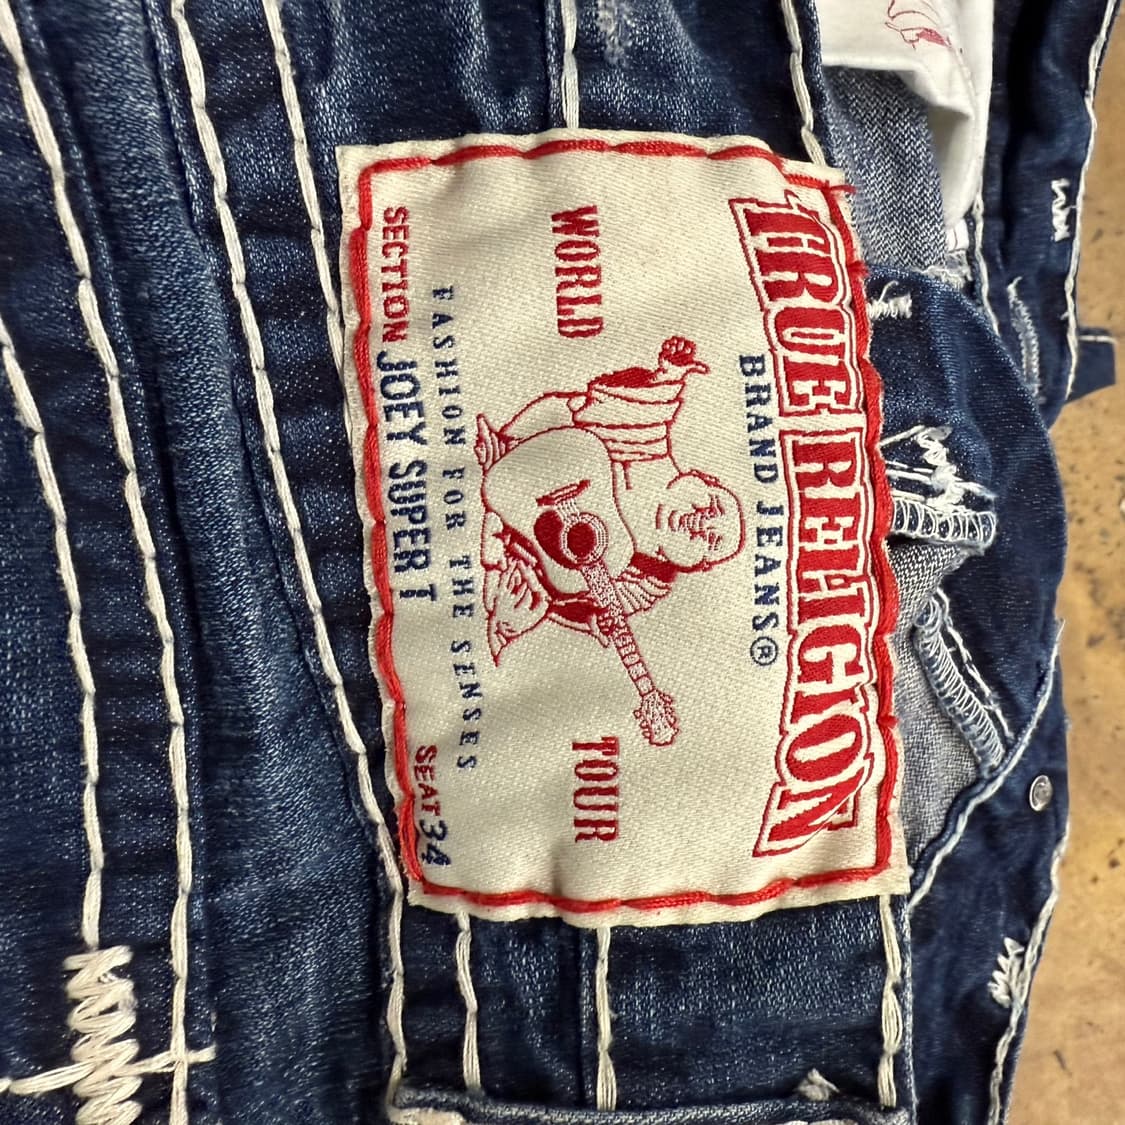 TRUE RELIGION
BRAND JEANS®
WORLD TOUR
FASHION FOR THE SENSES
SECTION JOEY SUPER T SEAT 34